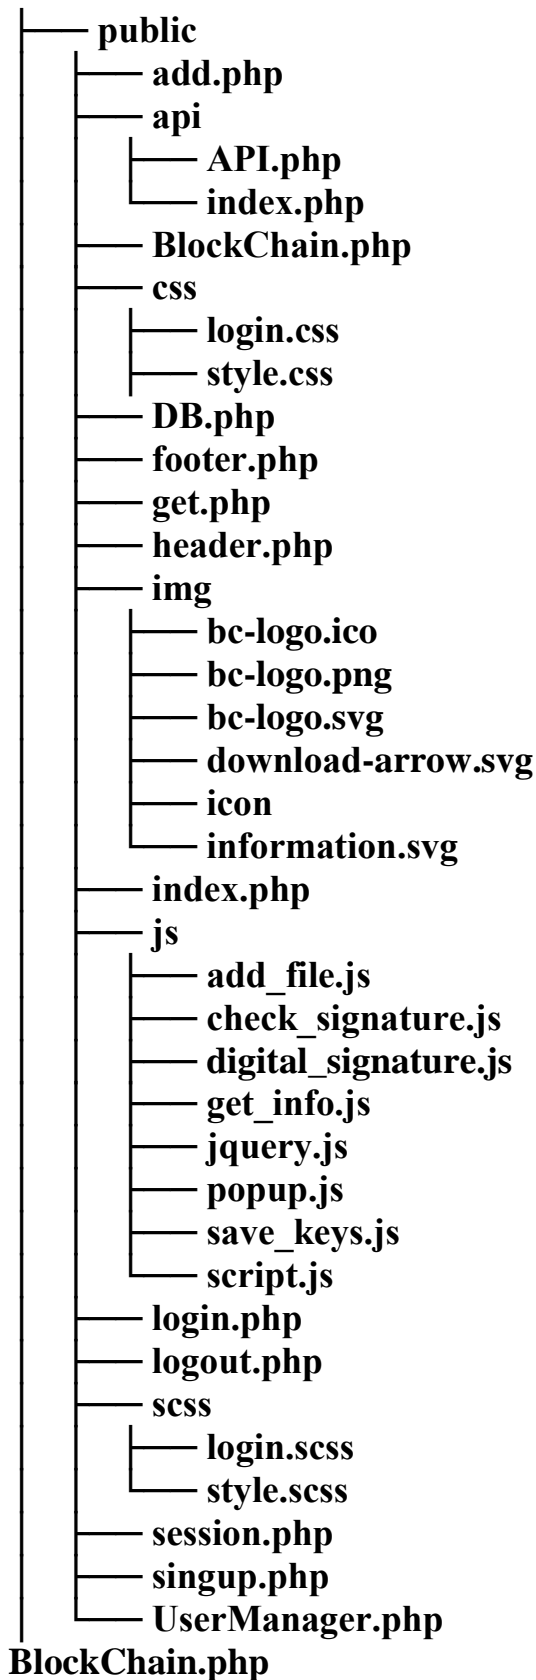 public
add.php
api
API.php
index.php
BlockChain.php
css
login.css
style.css
DB.php
footer.php
get.php
header.php
img
bc-logo.ico
bc-logo.png
bc-logo.svg
download-arrow.svg
icon
information.svg
index.php
js
add_file.js
check_signature.js
digital_signature.js
get_info.js
jquery.js
popup.js
save_keys.js
script.js
login.php
logout.php
scss
login.scss
style.scss
session.php
singup.php
UserManager.php
BlockChain.php